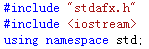 #include "stdafx.h"
#include <iostream>
using namespace std;